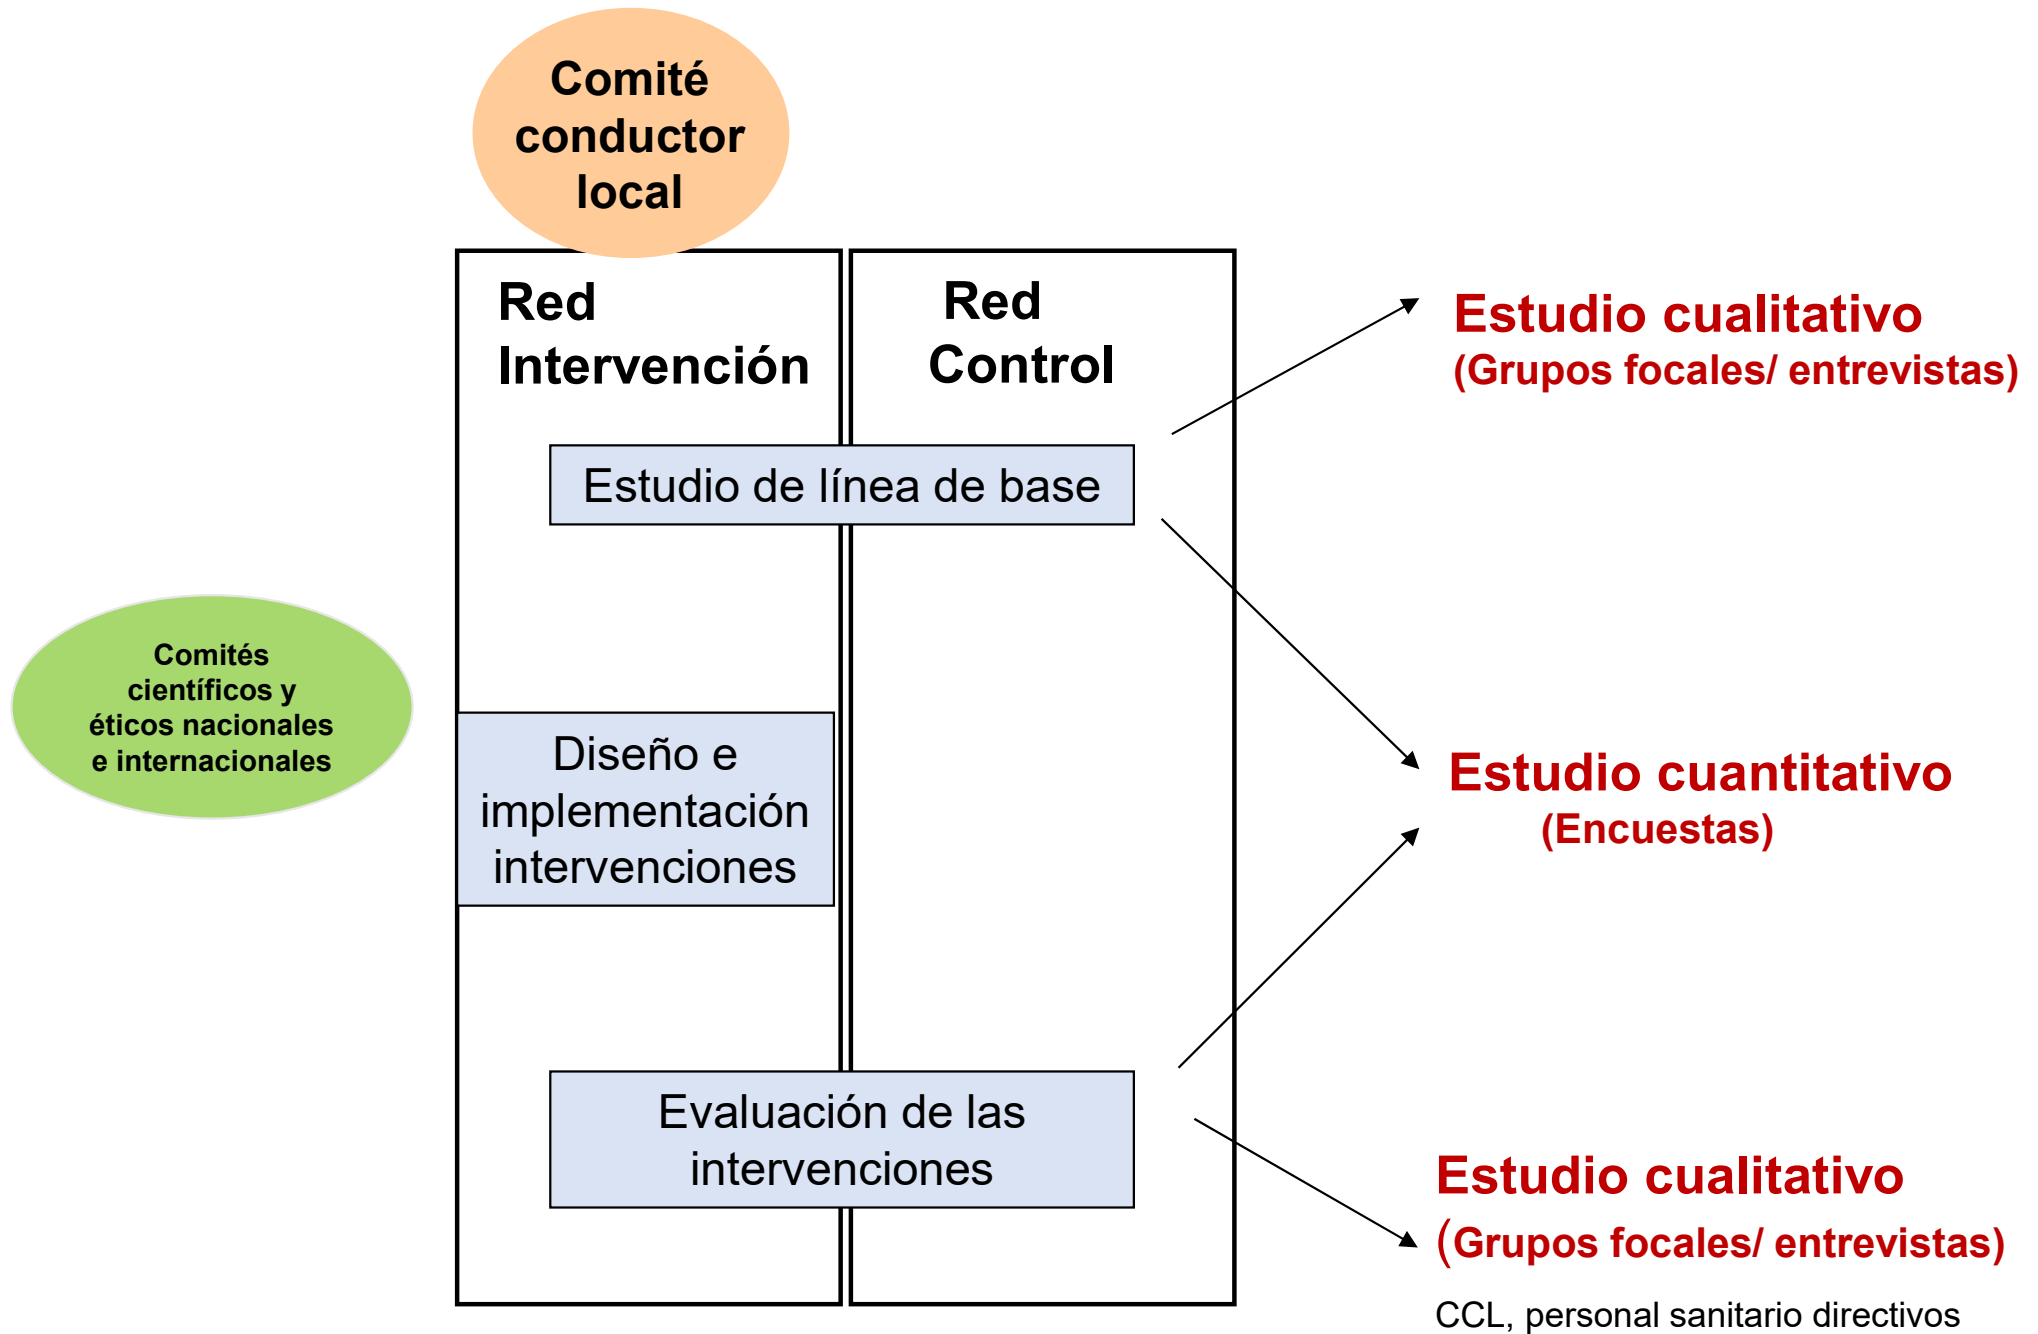 Comité
conductor
local
Red
Intervención
Red
Control
Estudio de línea de base
Estudio cualitativo
(Grupos focales/ entrevistas)
Comités
científicos y
éticos nacionales
e internacionales
Diseño e
implementación
intervenciones
Estudio cuantitativo
(Encuestas)
Evaluación de las
intervenciones
Estudio cualitativo
(Grupos focales/ entrevistas)
CCL, personal sanitario directivos